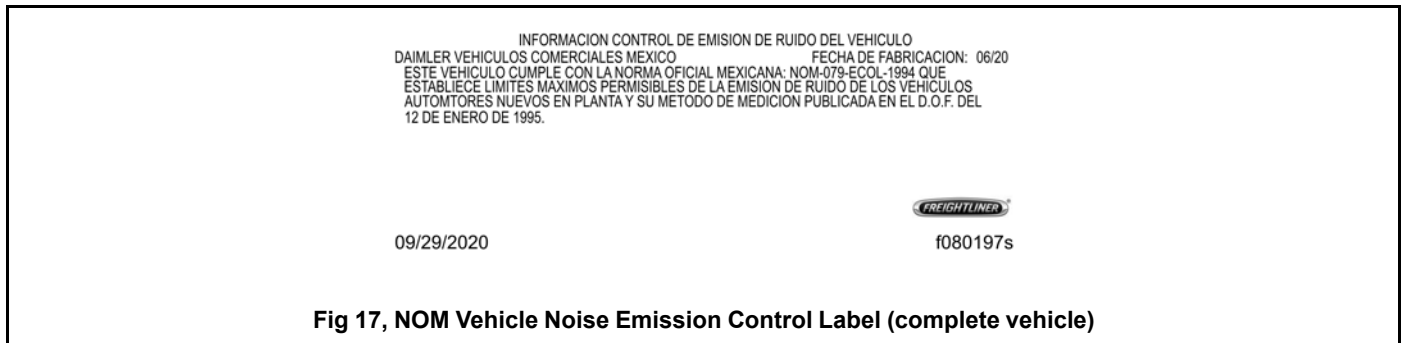 INFORMACION CONTROL DE EMISION DE RUIDO DEL VEHICULO
DAIMLER VEHICULOS COMERCIALES MEXICO FECHA DE FABRICACION: 06/20
ESTE VEHICULO CUMPLE CON LA NORMA OFICIAL MEXICANA: NOM-079-ECOL-1994 QUE
ESTABLECE LIMITES MAXIMOS PERMISIBLES DE LA EMISION DE RUIDO DE LOS VEHICULOS
AUTOMTORES NUEVOS EN PLANTA Y SU METODO DE MEDICION PUBLICADA EN EL D.O.F. DEL
12 DE ENERO DE 1995.
FREIGHTLINER
09/29/2020 f080197s
Fig 17, NOM Vehicle Noise Emission Control Label (complete vehicle)